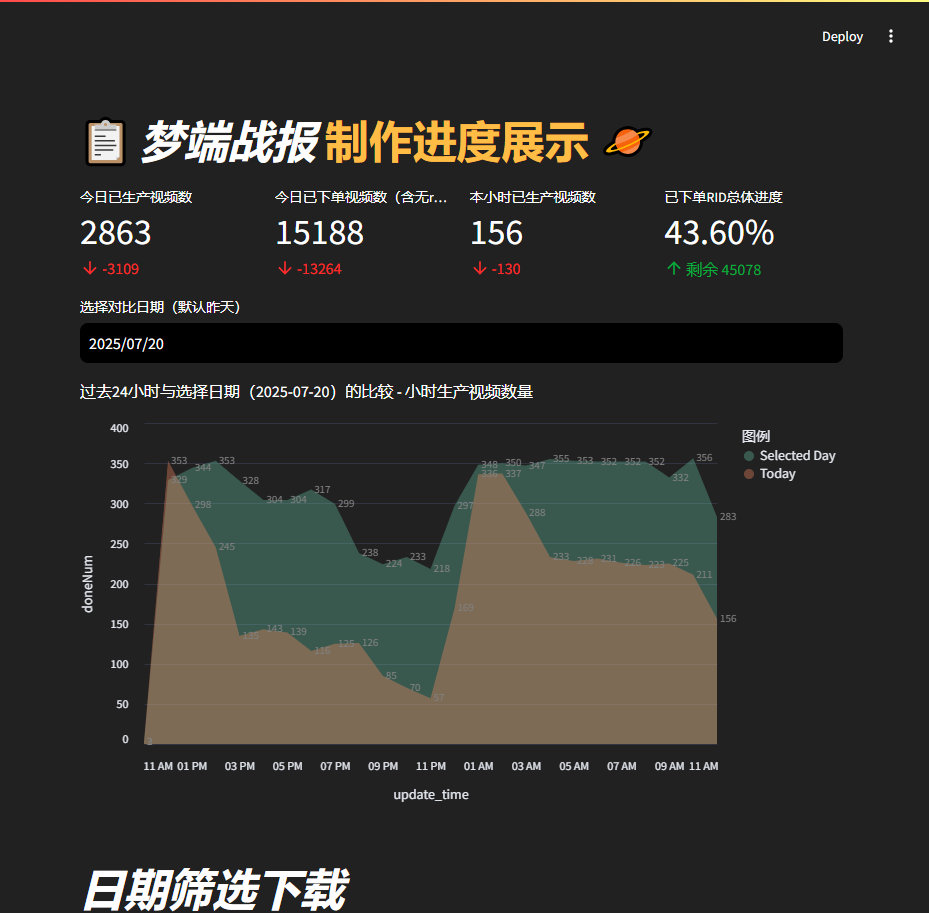 Deploy
梦端战报 制作进度展示
今日已生产视频数
2863
-3109
今日已下单视频数（含无r...
15188
-13264
本小时已生产视频数
156
-130
已下单RID总体进度
43.60%
剩余 45078
选择对比日期（默认昨天）
2025/07/20
过去24小时与选择日期（2025-07-20）的比较 - 小时生产视频数量
图例
Selected Day
Today
doneNum
400
350
300
250
200
150
100
50
0
353 344 353 328 304 304 317 299 238 224 233 218 297 348 350 347 355 353 352 352 352 332 356 283
329 298 245 143 139 116 125 126 85 70 57 169 336 337 288 233 228 231 226 223 225 211 156
11 AM 01 PM 03 PM 05 PM 07 PM 09 PM 11 PM 01 AM 03 AM 05 AM 07 AM 09 AM 11 AM
update_time
日期筛选下载